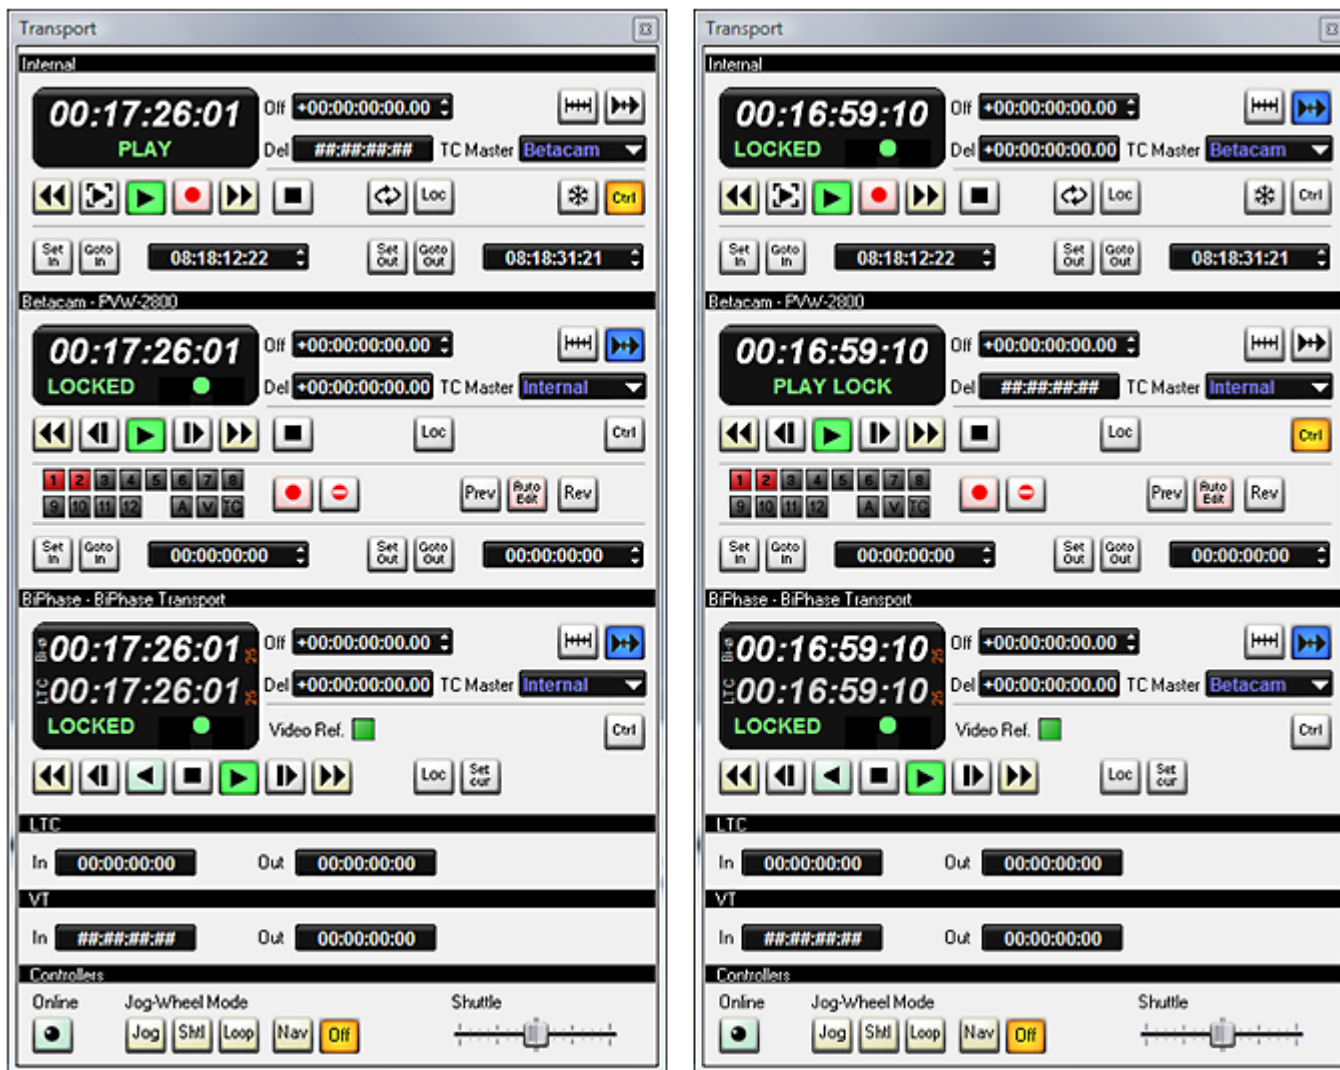 Transport
Internal
00:17:26:01
PLAY
Off +00:00:00:00.00
Del ##:##:##:## TC Master Betacam
Loc Ctrl
Set In Goto In 08:18:12:22 Set Out Goto Out 08:18:31:21
Betacam - PVW-2800
00:17:26:01
LOCKED
Off +00:00:00:00.00
Del +00:00:00:00.00 TC Master Internal
Loc Ctrl
1 2 3 4 5 6 7 8
9 10 11 12 A V TC
Prev Auto Edit Rev
Set In Goto In 00:00:00:00 Set Out Goto Out 00:00:00:00
BiPhase - BiPhase Transport
Bi-φ 00:17:26:01 25
LTC 00:17:26:01 25
LOCKED
Off +00:00:00:00.00
Del +00:00:00:00.00 TC Master Internal
Video Ref. Ctrl
Loc Set cur
LTC
In 00:00:00:00 Out 00:00:00:00
VT
In ##:##:##:## Out 00:00:00:00
Controllers
Online Jog-Wheel Mode Shuttle
Jog Shtl Loop Nav Off
Transport
Internal
00:16:59:10
LOCKED
Off +00:00:00:00.00
Del +00:00:00:00.00 TC Master Betacam
Loc Ctrl
Set In Goto In 08:18:12:22 Set Out Goto Out 08:18:31:21
Betacam - PVW-2800
00:16:59:10
PLAY LOCK
Off +00:00:00:00.00
Del ##:##:##:## TC Master Internal
Loc Ctrl
1 2 3 4 5 6 7 8
9 10 11 12 A V TC
Prev Auto Edit Rev
Set In Goto In 00:00:00:00 Set Out Goto Out 00:00:00:00
BiPhase - BiPhase Transport
Bi-φ 00:16:59:10 25
LTC 00:16:59:10 25
LOCKED
Off +00:00:00:00.00
Del +00:00:00:00.00 TC Master Betacam
Video Ref. Ctrl
Loc Set cur
LTC
In 00:00:00:00 Out 00:00:00:00
VT
In ##:##:##:## Out 00:00:00:00
Controllers
Online Jog-Wheel Mode Shuttle
Jog Shtl Loop Nav Off